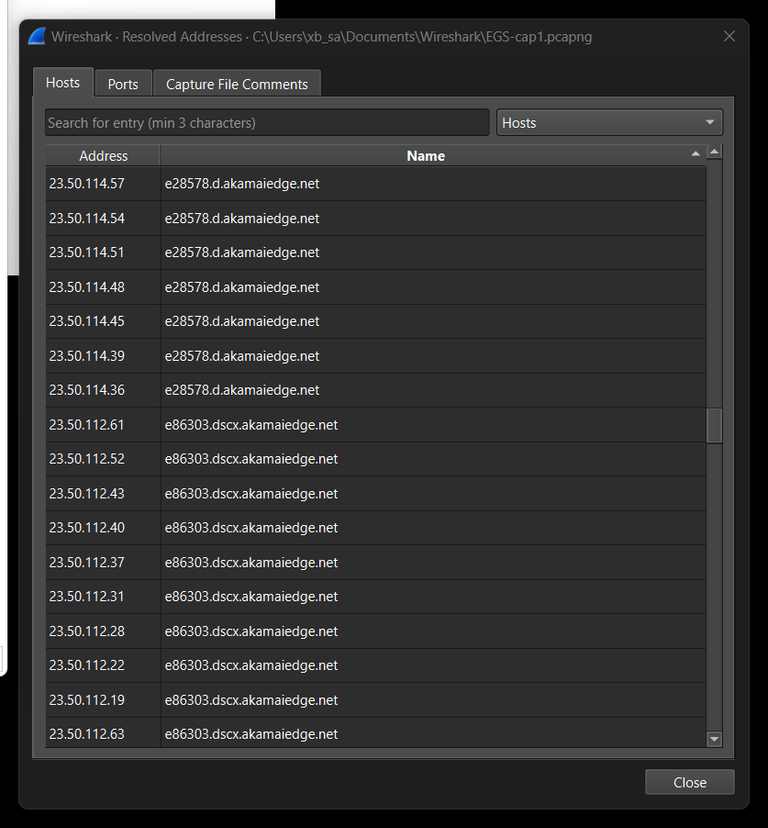 Wireshark · Resolved Addresses · C:\Users\xb_sa\Documents\Wireshark\EGS-cap1.pcapng
Hosts Ports Capture File Comments
Search for entry (min 3 characters) Hosts
Address Name
23.50.114.57 e28578.d.akamaiedge.net
23.50.114.54 e28578.d.akamaiedge.net
23.50.114.51 e28578.d.akamaiedge.net
23.50.114.48 e28578.d.akamaiedge.net
23.50.114.45 e28578.d.akamaiedge.net
23.50.114.39 e28578.d.akamaiedge.net
23.50.114.36 e28578.d.akamaiedge.net
23.50.112.61 e86303.dscx.akamaiedge.net
23.50.112.52 e86303.dscx.akamaiedge.net
23.50.112.43 e86303.dscx.akamaiedge.net
23.50.112.40 e86303.dscx.akamaiedge.net
23.50.112.37 e86303.dscx.akamaiedge.net
23.50.112.31 e86303.dscx.akamaiedge.net
23.50.112.28 e86303.dscx.akamaiedge.net
23.50.112.22 e86303.dscx.akamaiedge.net
23.50.112.19 e86303.dscx.akamaiedge.net
23.50.112.63 e86303.dscx.akamaiedge.net
Close